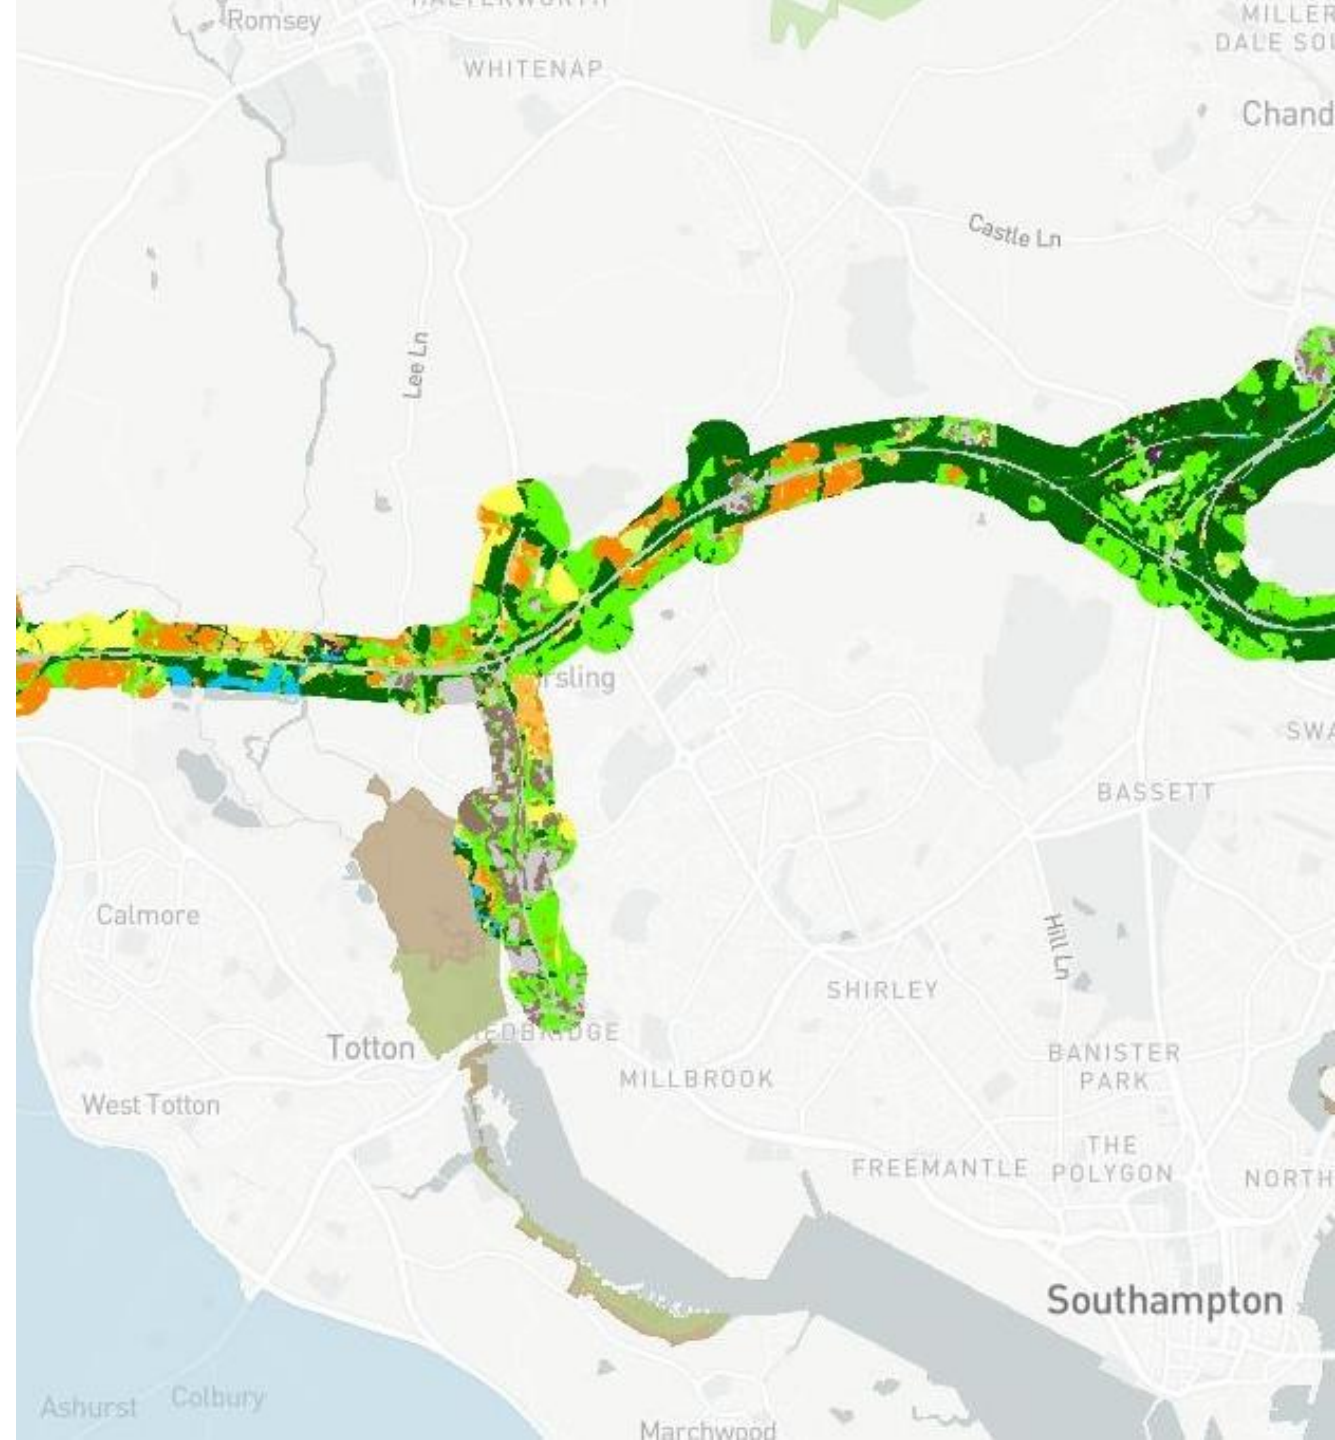 Romsey
WHITENAP
MILLER
DALE SOU
Chand
Castle Ln
Lee Ln
rsling
SWA
BASSETT
Calmore
Hill Ln
SHIRLEY
Totton
EDBRIDGE
MILLBROOK
BANISTER
PARK
West Totton
THE
POLYGON
FREEMANTLE
NORTH
Southampton
Ashurst
Colbury
Marchwood